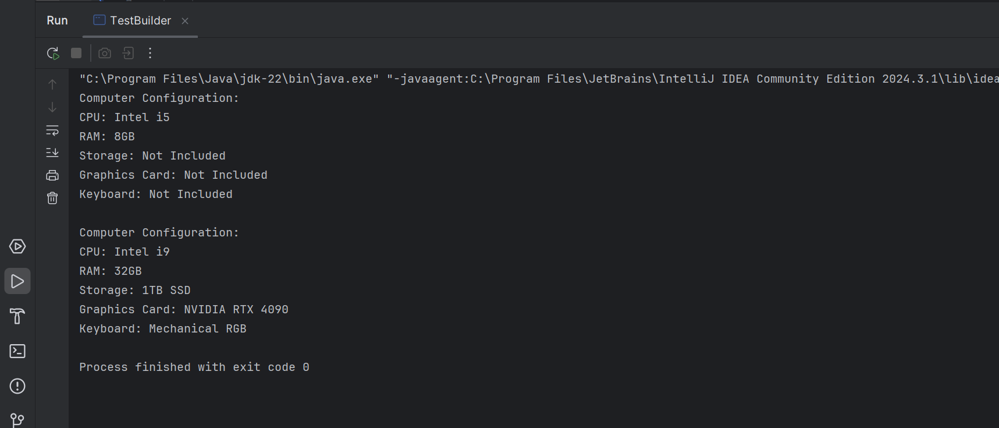 Run
TestBuilder
"C:\Program Files\Java\jdk-22\bin\java.exe" "-javaagent:C:\Program Files\JetBrains\IntelliJ IDEA Community Edition 2024.3.1\lib\idea
Computer Configuration:
CPU: Intel i5
RAM: 8GB
Storage: Not Included
Graphics Card: Not Included
Keyboard: Not Included
Computer Configuration:
CPU: Intel i9
RAM: 32GB
Storage: 1TB SSD
Graphics Card: NVIDIA RTX 4090
Keyboard: Mechanical RGB
Process finished with exit code 0